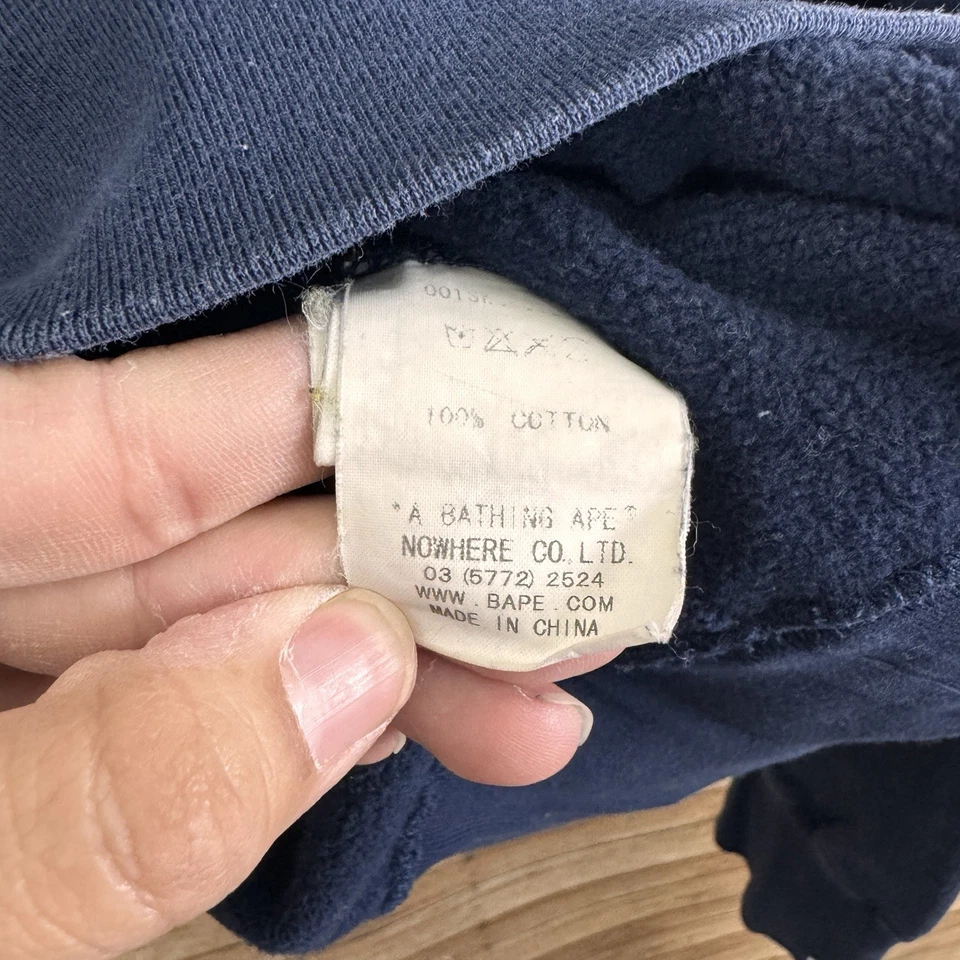 100% COTTON
"A BATHING APE"
NOWHERE CO.,LTD.
03 (5772) 2524
WWW . BAPE . COM
MADE IN CHINA